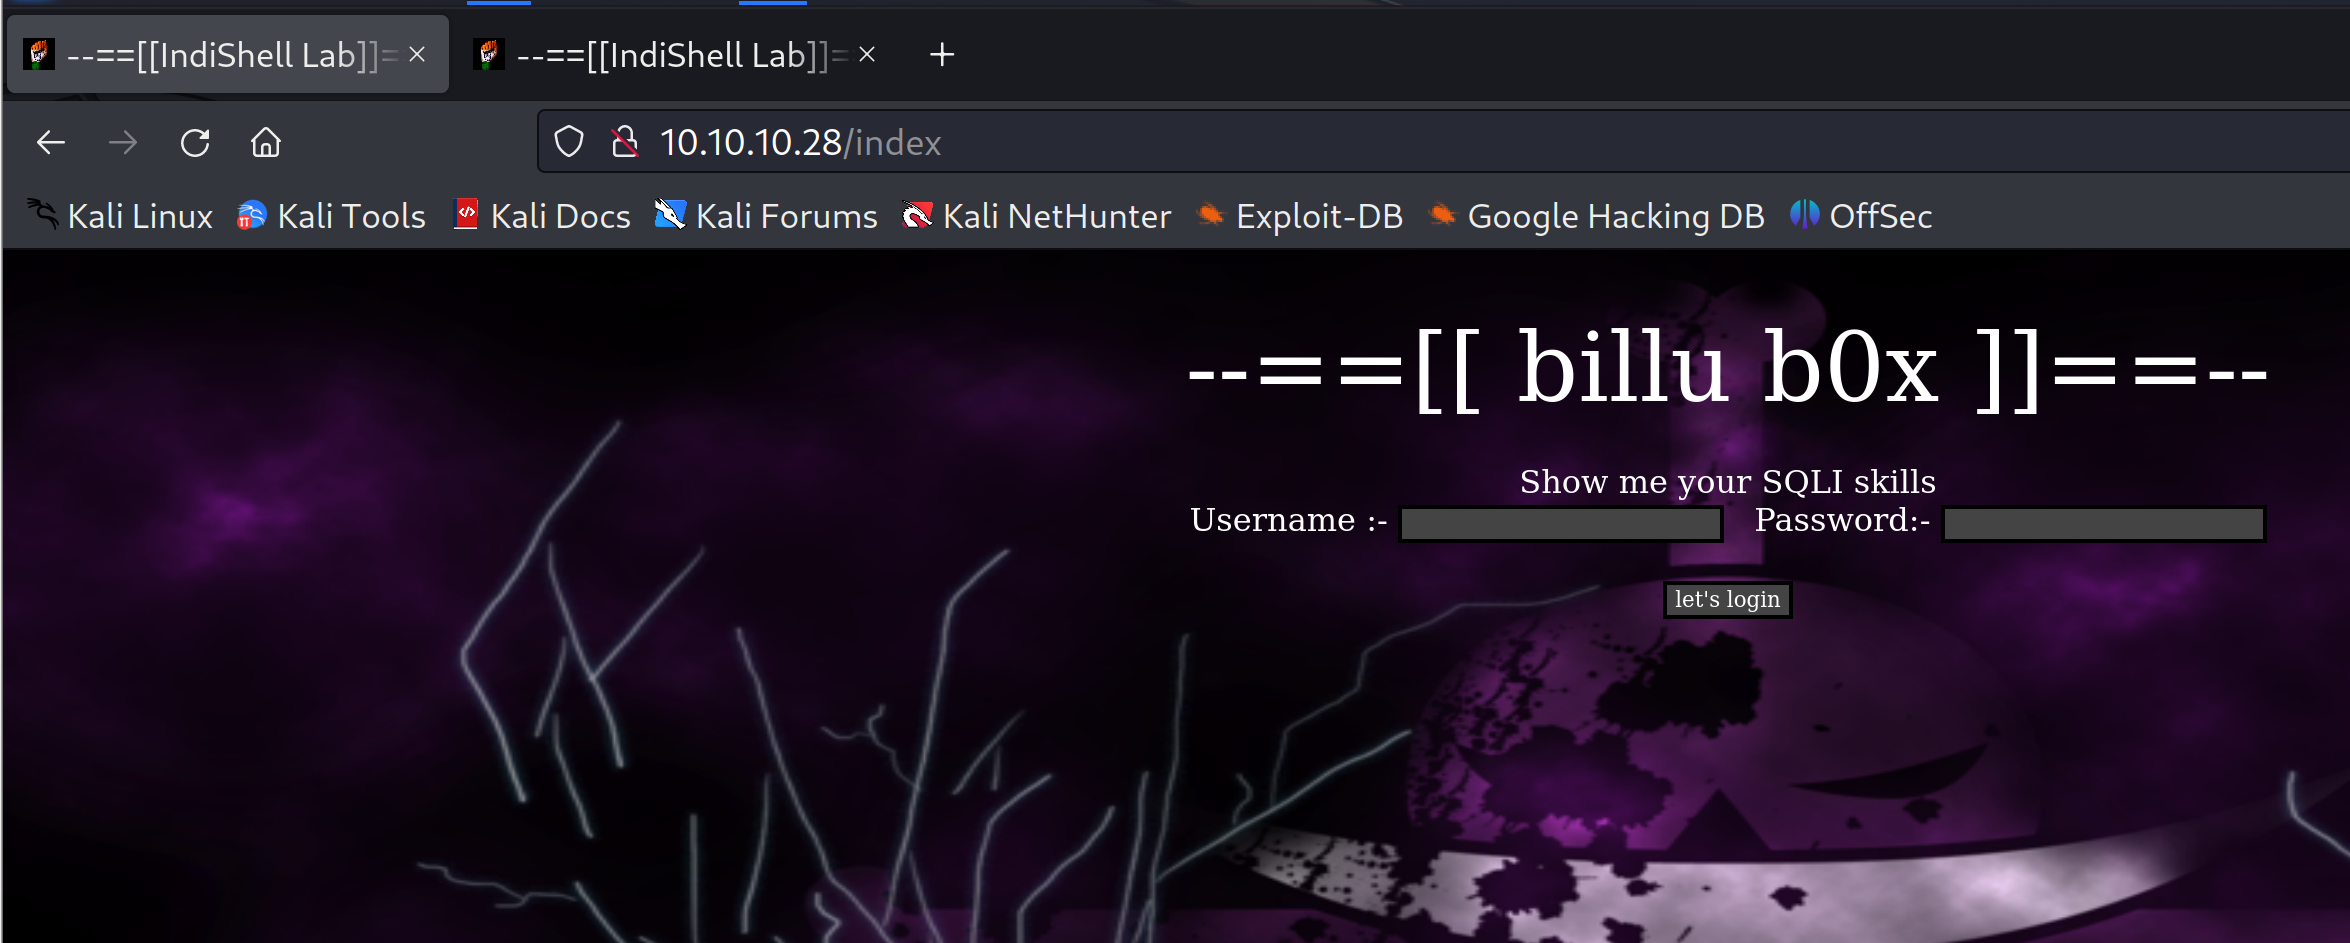 --==[[IndiShell Lab]]= --==[[IndiShell Lab]]=
10.10.10.28/index
Kali Linux Kali Tools Kali Docs Kali Forums Kali NetHunter Exploit-DB Google Hacking DB OffSec
--==[[ billu b0x ]]==--
Show me your SQLI skills
Username :- Password:-
let's login